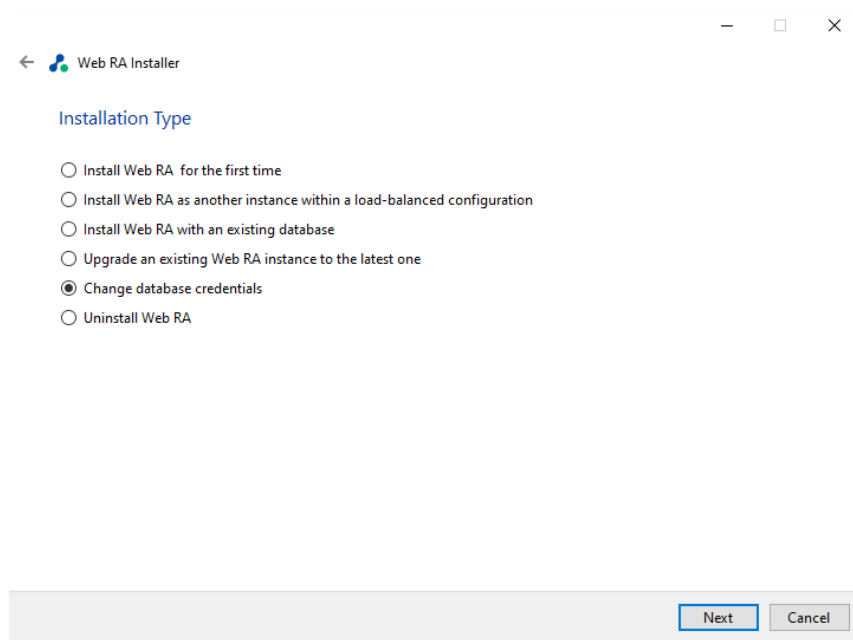 Web RA Installer
Installation Type
Install Web RA for the first time
Install Web RA as another instance within a load-balanced configuration
Install Web RA with an existing database
Upgrade an existing Web RA instance to the latest one
Change database credentials
Uninstall Web RA
Next Cancel